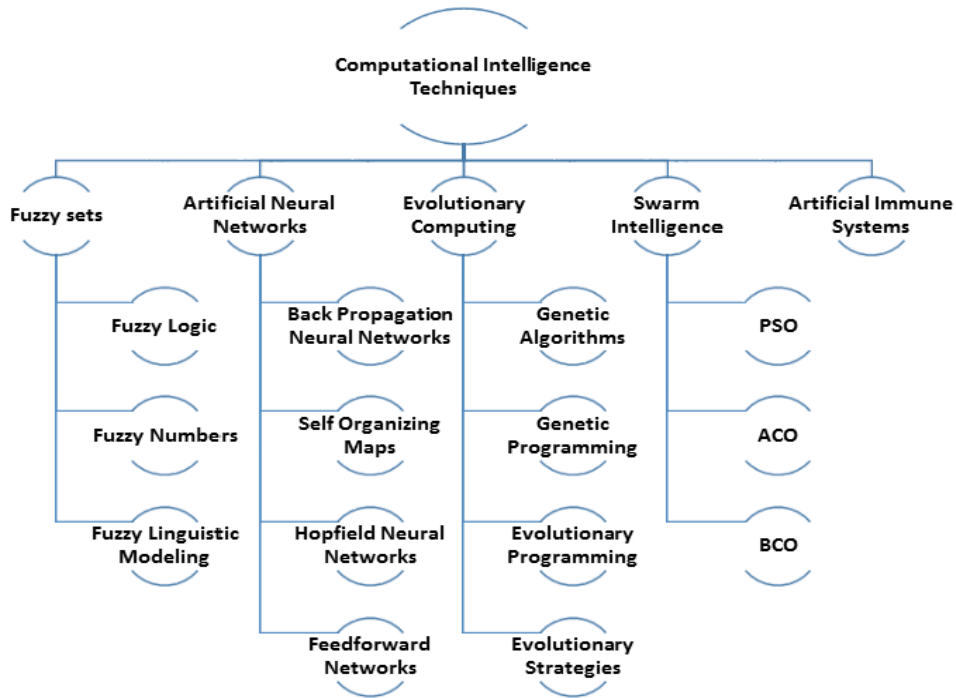 Computational Intelligence
Techniques
Fuzzy sets
Artificial Neural
Networks
Evolutionary
Computing
Swarm
Intelligence
Artificial Immune
Systems
Fuzzy Logic
Back Propagation
Neural Networks
Genetic
Algorithms
PSO
Fuzzy Numbers
Self Organizing
Maps
Genetic
Programming
ACO
Fuzzy Linguistic
Modeling
Hopfield Neural
Networks
Evolutionary
Programming
BCO
Feedforward
Networks
Evolutionary
Strategies